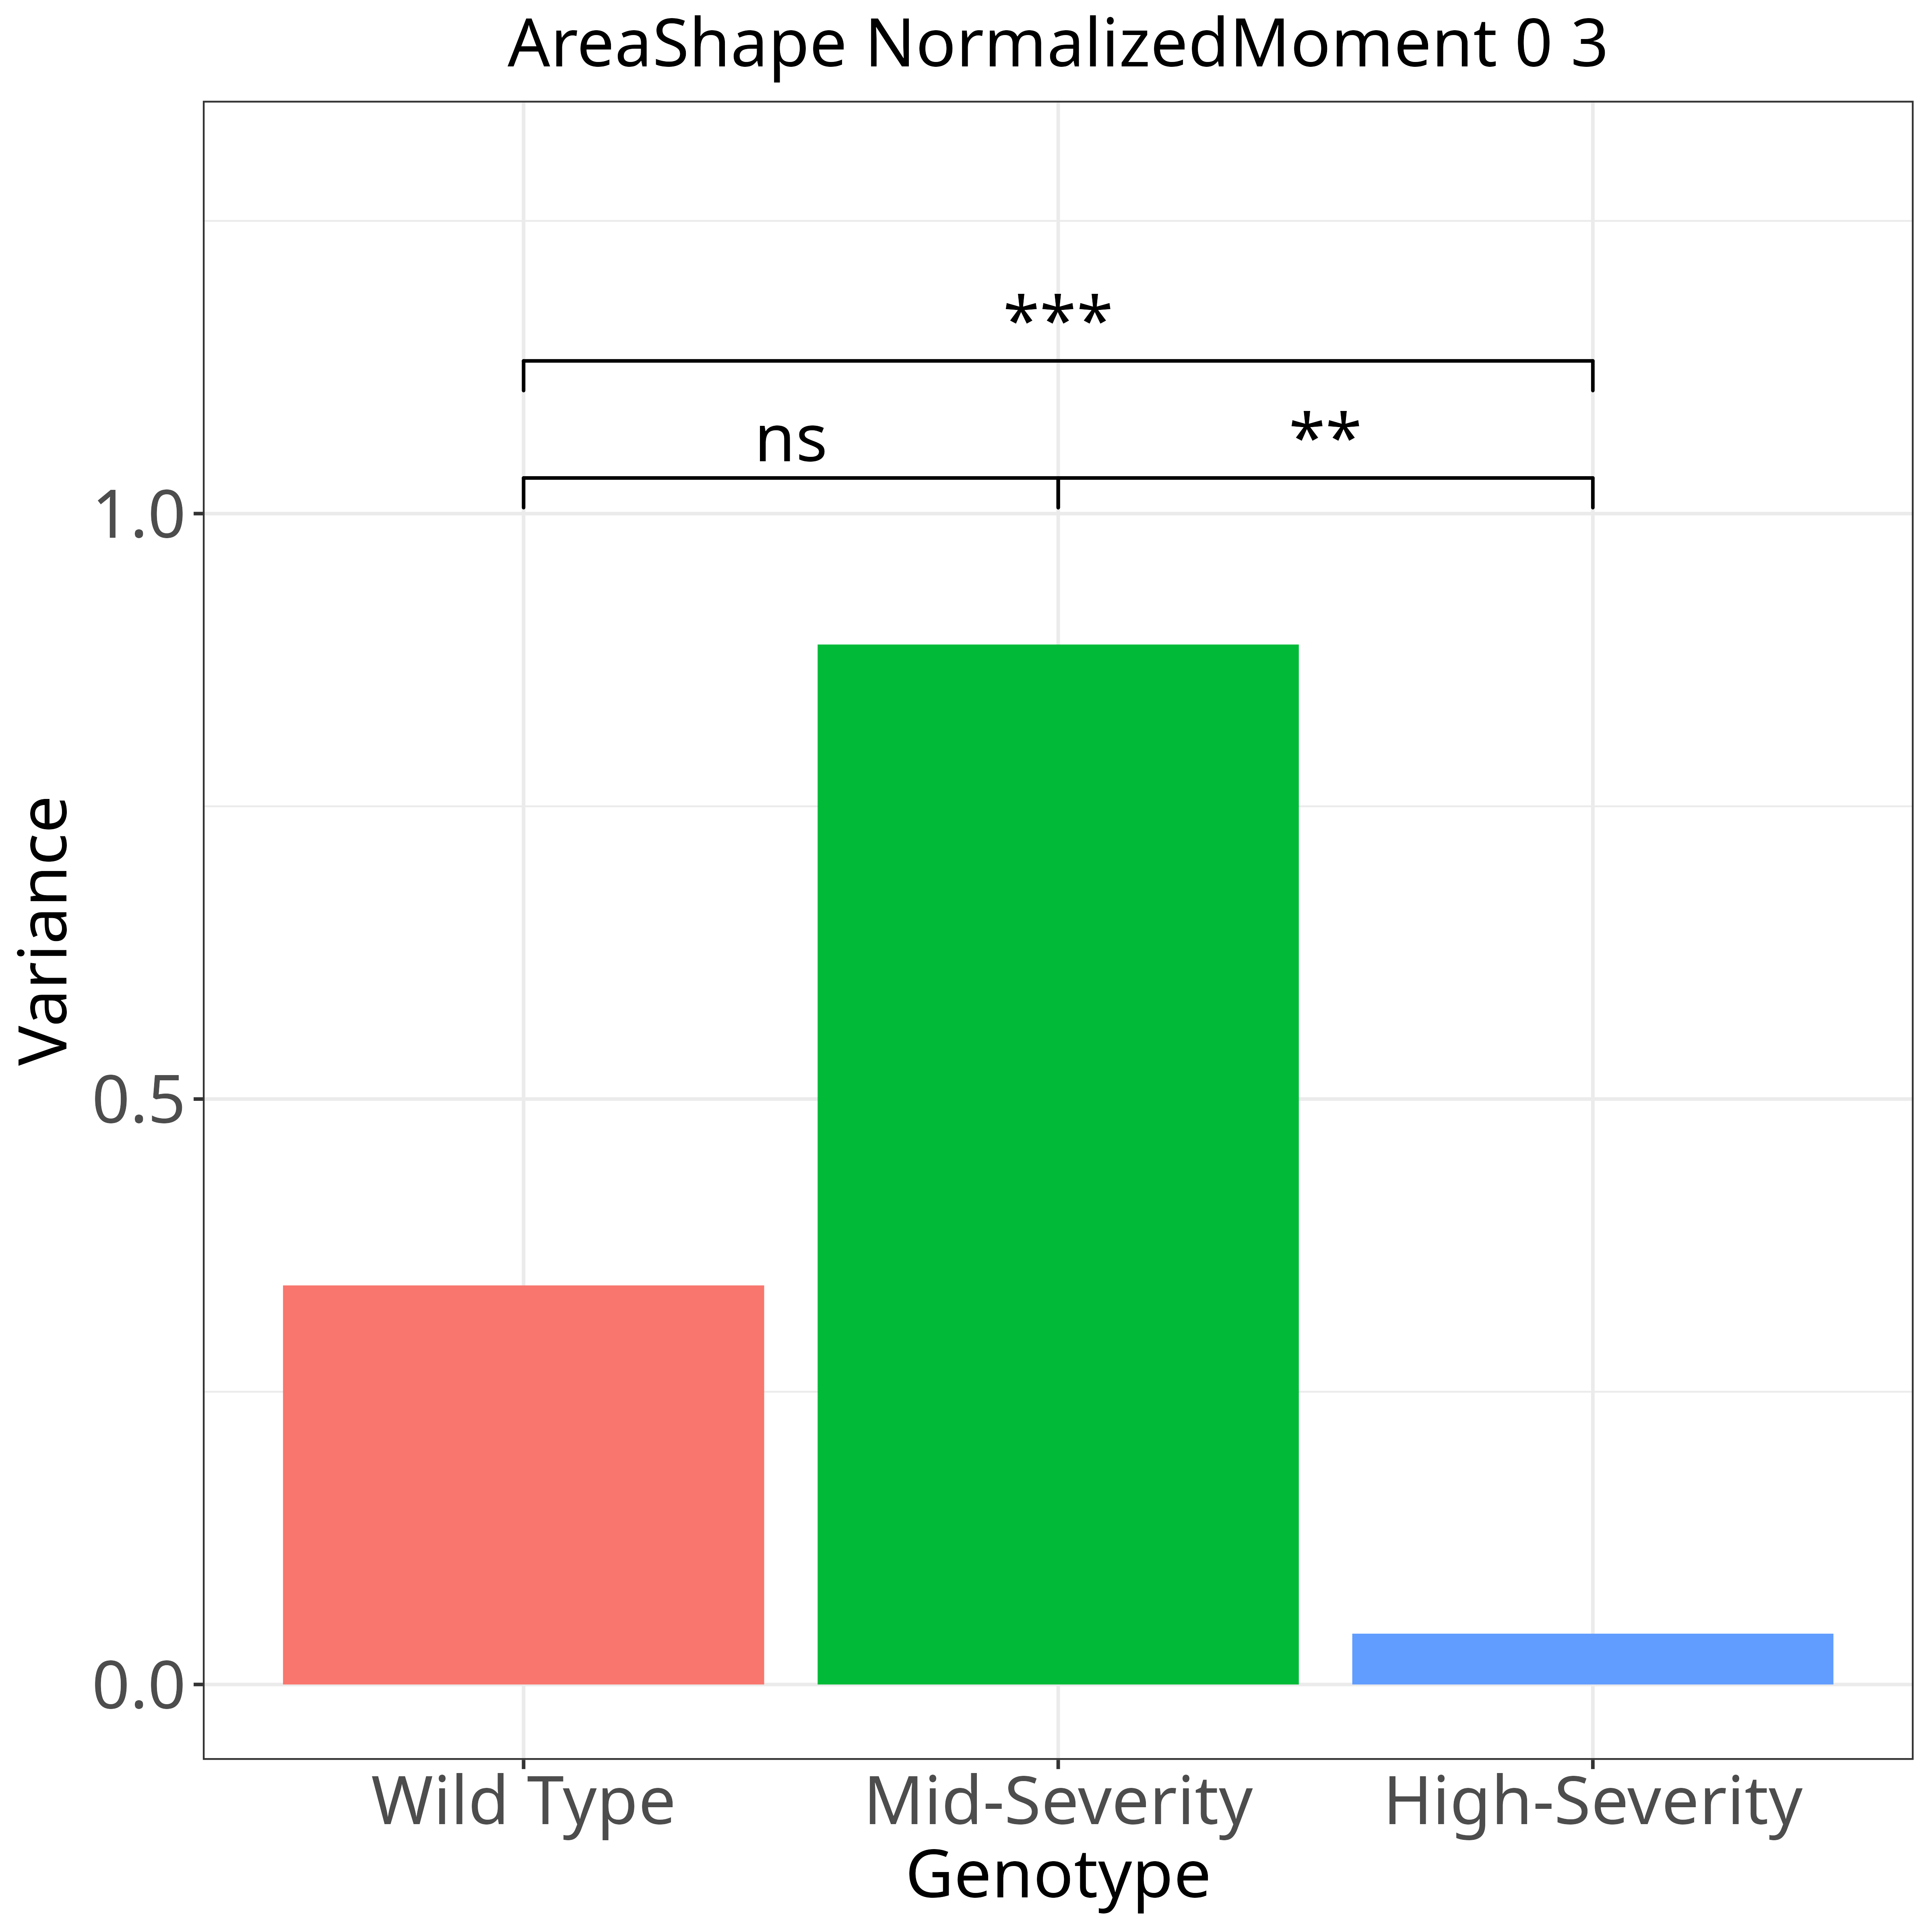 AreaShape NormalizedMoment 0 3
***
ns
**
1.0
0.5
0.0
Variance
Wild Type
Mid-Severity
High-Severity
Genotype